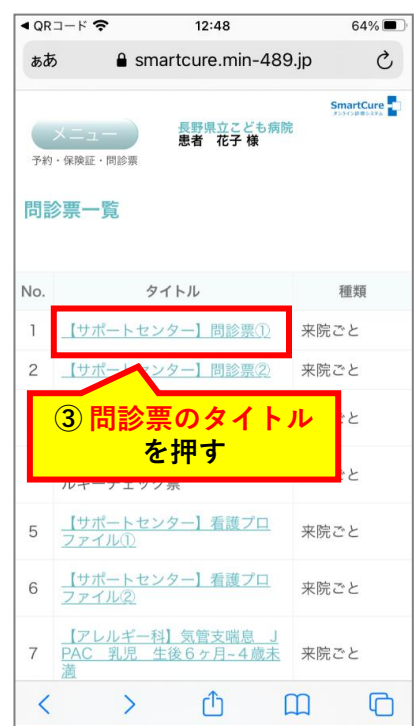 ◀ QRコード 12:48 64%
ぁあ smartcure.min-489.jp
SmartCure
オンライン診療システム
メニュー
長野県立こども病院
患者 花子 様
予約・保険証・問診票
問診票一覧
No. タイトル 種類
1 【サポートセンター】問診票① 来院ごと
2 【サポートセンター】問診票② 来院ごと
③ 問診票のタイトル
を押す
ごと
ルギーチェック票 ごと
5 【サポートセンター】看護プロ
ファイル① 来院ごと
6 【サポートセンター】看護プロ
ファイル② 来院ごと
7 【アレルギー科】気管支喘息 J
PAC 乳児 生後6ヶ月~4歳未
満 来院ごと